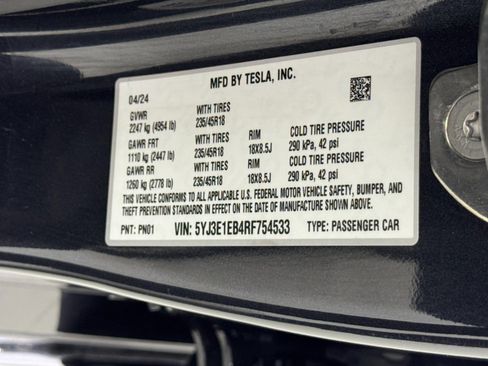 MFD BY TESLA, INC.
04/24
GVWR WITH TIRES
2247 kg (4954 lb) 235/45R18
GAWR FRT WITH TIRES RIM COLD TIRE PRESSURE
1110 kg (2447 lb) 235/45R18 18X8.5J 290 kPa, 42 psi
GAWR RR WITH TIRES RIM COLD TIRE PRESSURE
1260 kg (2778 lb) 235/45R18 18X8.5J 290 kPa, 42 psi
THIS VEHICLE CONFORMS TO ALL APPLICABLE U.S. FEDERAL MOTOR VEHICLE SAFETY, BUMPER, AND
THEFT PREVENTION STANDARDS IN EFFECT ON THE DATE OF MANUFACTURE SHOWN ABOVE.
PNT: PN01 VIN: 5YJ3E1EB4RF754533 TYPE: PASSENGER CAR